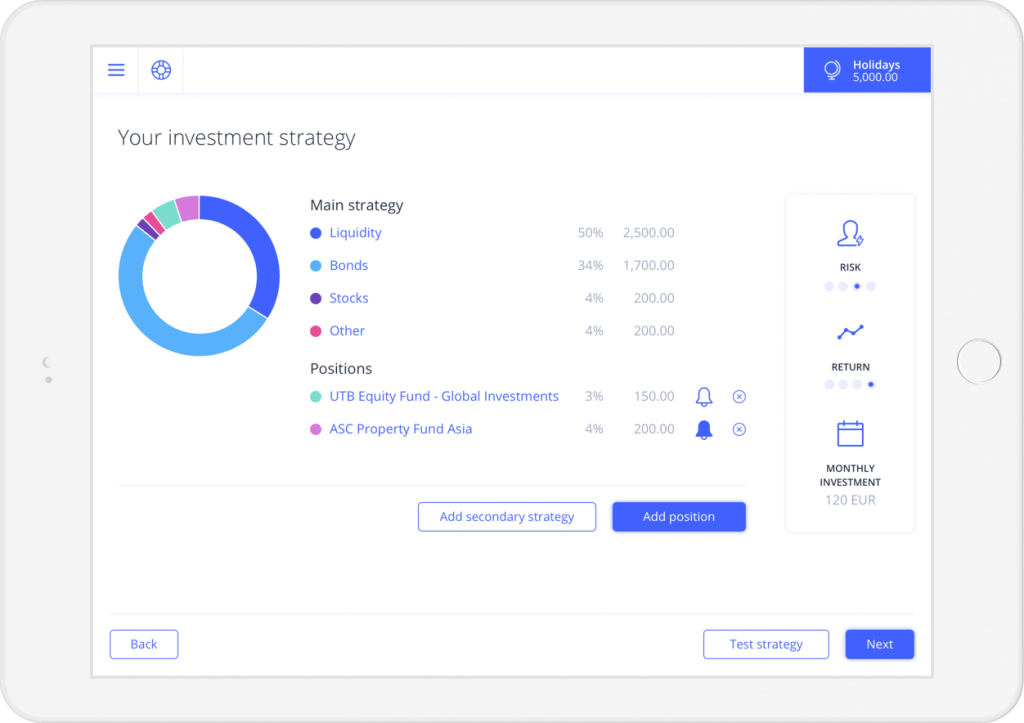 Holidays
5,000.00
Your investment strategy
Main strategy
Liquidity 50% 2,500.00
Bonds 34% 1,700.00
Stocks 4% 200.00
Other 4% 200.00
Positions
UTB Equity Fund - Global Investments 3% 150.00
ASC Property Fund Asia 4% 200.00
RISK
RETURN
MONTHLY
INVESTMENT
120 EUR
Add secondary strategy Add position
Back Test strategy Next